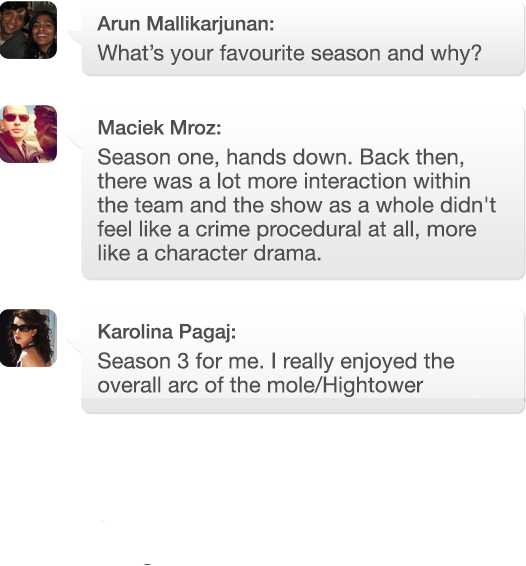 Arun Mallikarjunan:
What’s your favourite season and why?
Maciek Mroz:
Season one, hands down. Back then,
there was a lot more interaction within
the team and the show as a whole didn't
feel like a crime procedural at all, more
like a character drama.
Karolina Pagaj:
Season 3 for me. I really enjoyed the
overall arc of the mole/Hightower